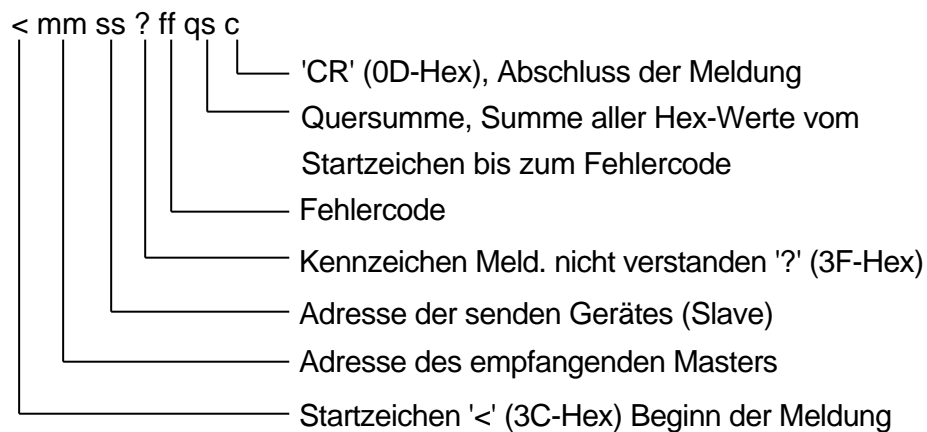 < mm ss ? ff qs c
'CR' (0D-Hex), Abschluss der Meldung
Quersumme, Summe aller Hex-Werte vom
Startzeichen bis zum Fehlercode
Fehlercode
Kennzeichen Meld. nicht verstanden '?' (3F-Hex)
Adresse der senden Gerätes (Slave)
Adresse des empfangenden Masters
Startzeichen '<' (3C-Hex) Beginn der Meldung